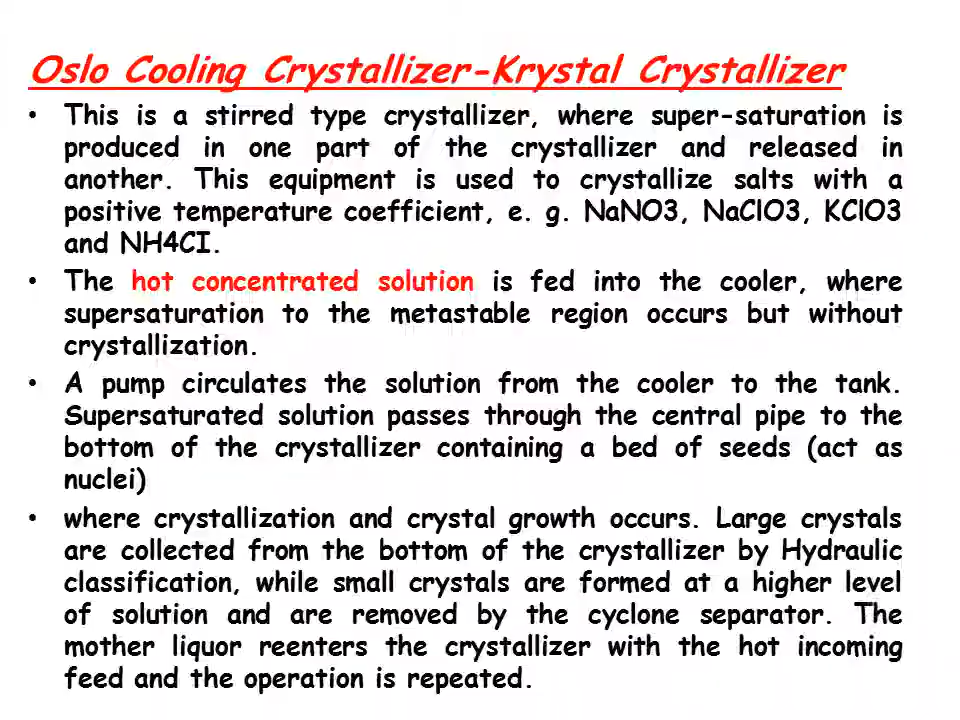 Oslo Cooling Crystallizer-Krystal Crystallizer
• This is a stirred type crystallizer, where super-saturation is
produced in one part of the crystallizer and released in
another. This equipment is used to crystallize salts with a
positive temperature coefficient, e. g. NaNO3, NaClO3, KClO3
and NH4CI.
• The hot concentrated solution is fed into the cooler, where
supersaturation to the metastable region occurs but without
crystallization.
• A pump circulates the solution from the cooler to the tank.
Supersaturated solution passes through the central pipe to the
bottom of the crystallizer containing a bed of seeds (act as
nuclei)
• where crystallization and crystal growth occurs. Large crystals
are collected from the bottom of the crystallizer by Hydraulic
classification, while small crystals are formed at a higher level
of solution and are removed by the cyclone separator. The
mother liquor reenters the crystallizer with the hot incoming
feed and the operation is repeated.